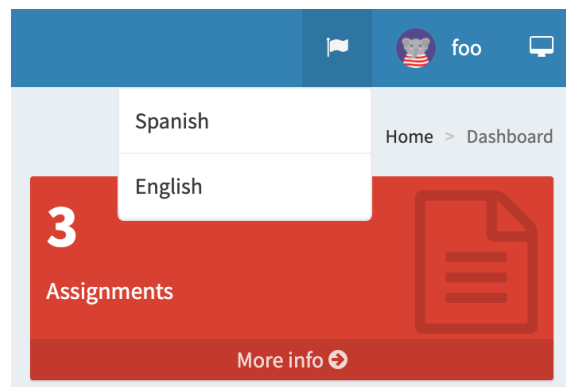 foo
Spanish
Home > Dashboard
English
3
Assignments
More info